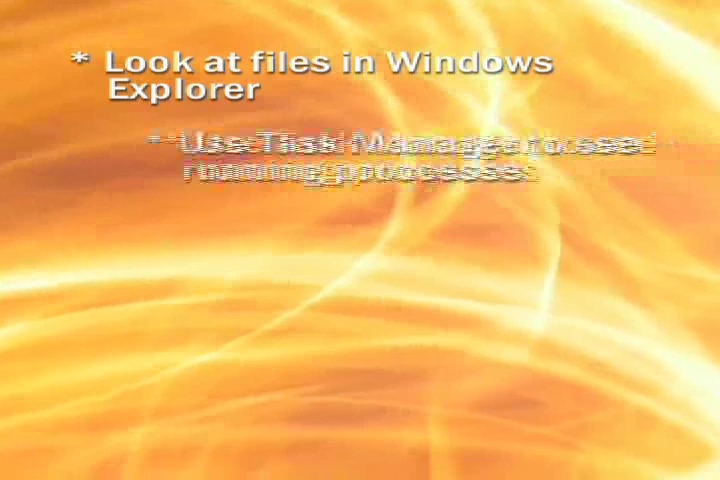 * Look at files in Windows
Explorer
* Use Task Manager to see
running processes